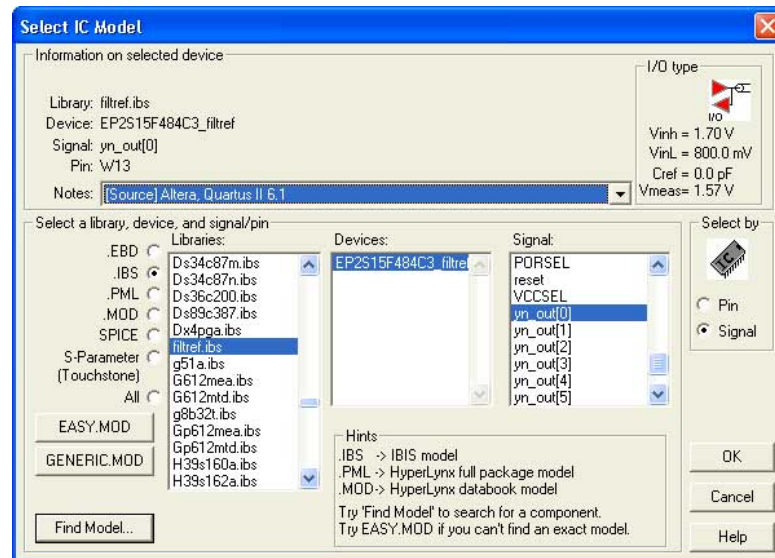 Select IC Model
Information on selected device
Library: filtref.ibs
Device: EP2S15F484C3_filtref
Signal: yn_out[0]
Pin: W13
Notes: [Source] Altera, Quartus II 6.1
I/O type
I/O
Vinh = 1.70 V
VinL = 800.0 mV
Cref = 0.0 pF
Vmeas= 1.57 V
Select a library, device, and signal/pin
.EBD
.IBS
.PML
.MOD
SPICE
S-Parameter
(Touchstone)
All
EASY.MOD
GENERIC.MOD
Find Model...
Libraries:
Ds34c87m.ibs
Ds34c87n.ibs
Ds36c200.ibs
Ds89c387.ibs
Dx4pga.ibs
filtref.ibs
g51a.ibs
G612mea.ibs
G612mtd.ibs
g8b32t.ibs
Gp612mea.ibs
Gp612mtd.ibs
H39s160a.ibs
H39s162a.ibs
Devices:
EP2S15F484C3_filtref
Signal:
PORSEL
reset
VCCSEL
yn_out[0]
yn_out[1]
yn_out[2]
yn_out[3]
yn_out[4]
yn_out[5]
Hints
.IBS -> IBIS model
.PML -> HyperLynx full package model
.MOD-> HyperLynx databook model
Try 'Find Model' to search for a component.
Try EASY.MOD if you can't find an exact model.
Select by
IC
Pin
Signal
OK
Cancel
Help